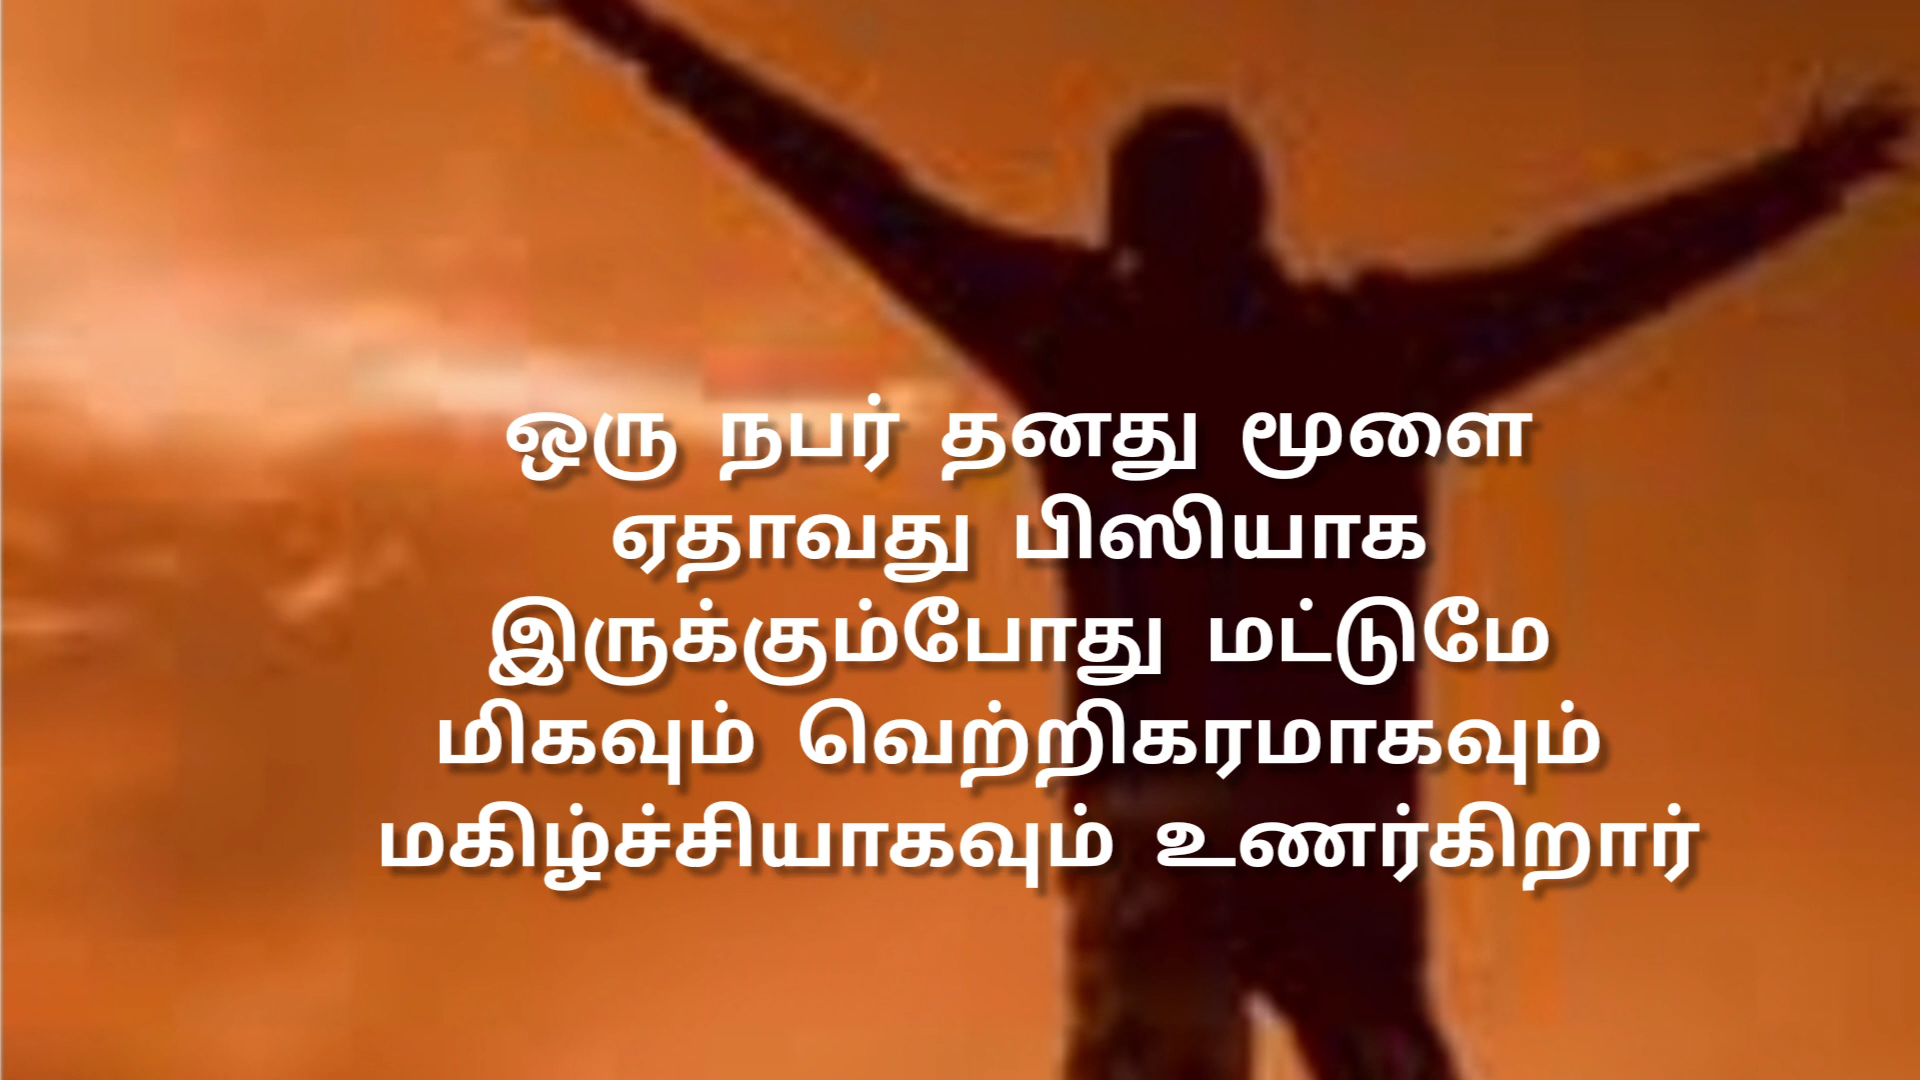 ஒரு நபர் தனது மூளை
ஏதாவது பிஸியாக
இருக்கும்போது மட்டுமே
மிகவும் வெற்றிகரமாகவும்
மகிழ்ச்சியாகவும் உணர்கிறார்